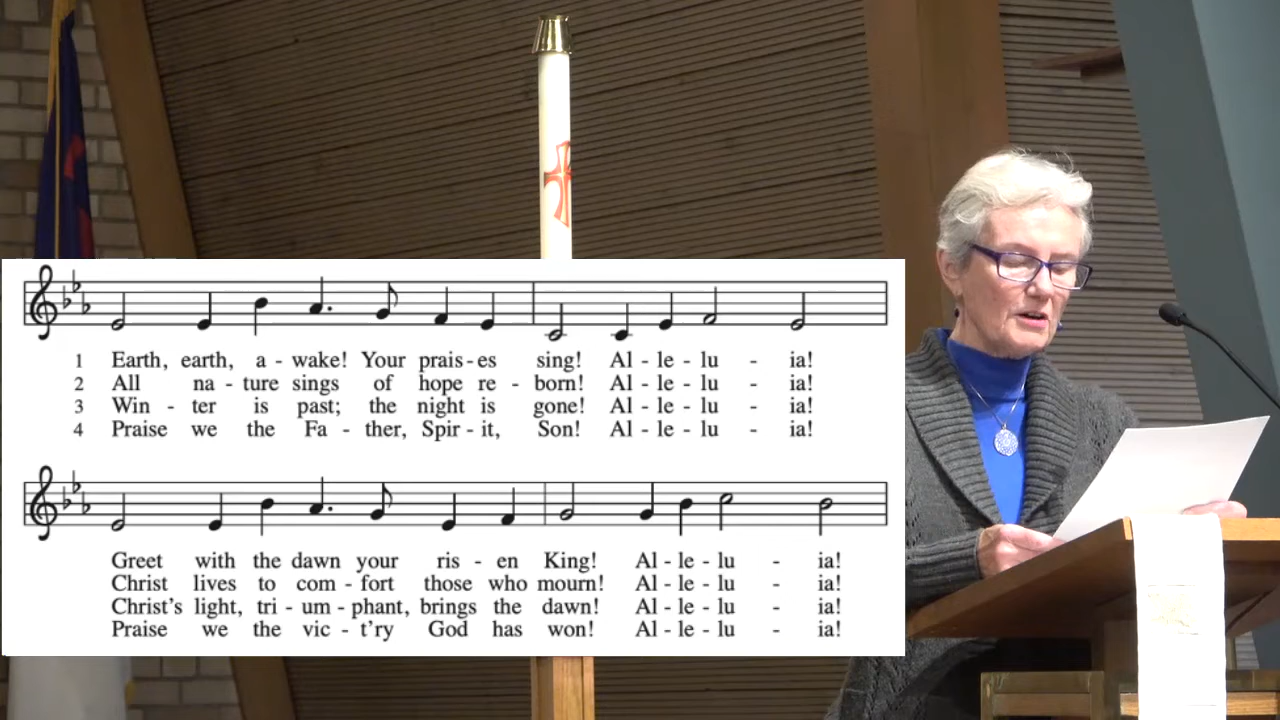 1 Earth, earth, a - wake! Your prais - es sing! Al - le - lu - ia!
2 All na - ture sings of hope re - born! Al - le - lu - ia!
3 Win - ter is past; the night is gone! Al - le - lu - ia!
4 Praise we the Fa - ther, Spir - it, Son! Al - le - lu - ia!
Greet with the dawn your ris - en King! Al - le - lu - ia!
Christ lives to com - fort those who mourn! Al - le - lu - ia!
Christ's light, tri - um - phant, brings the dawn! Al - le - lu - ia!
Praise we the vic - t'ry God has won! Al - le - lu - ia!